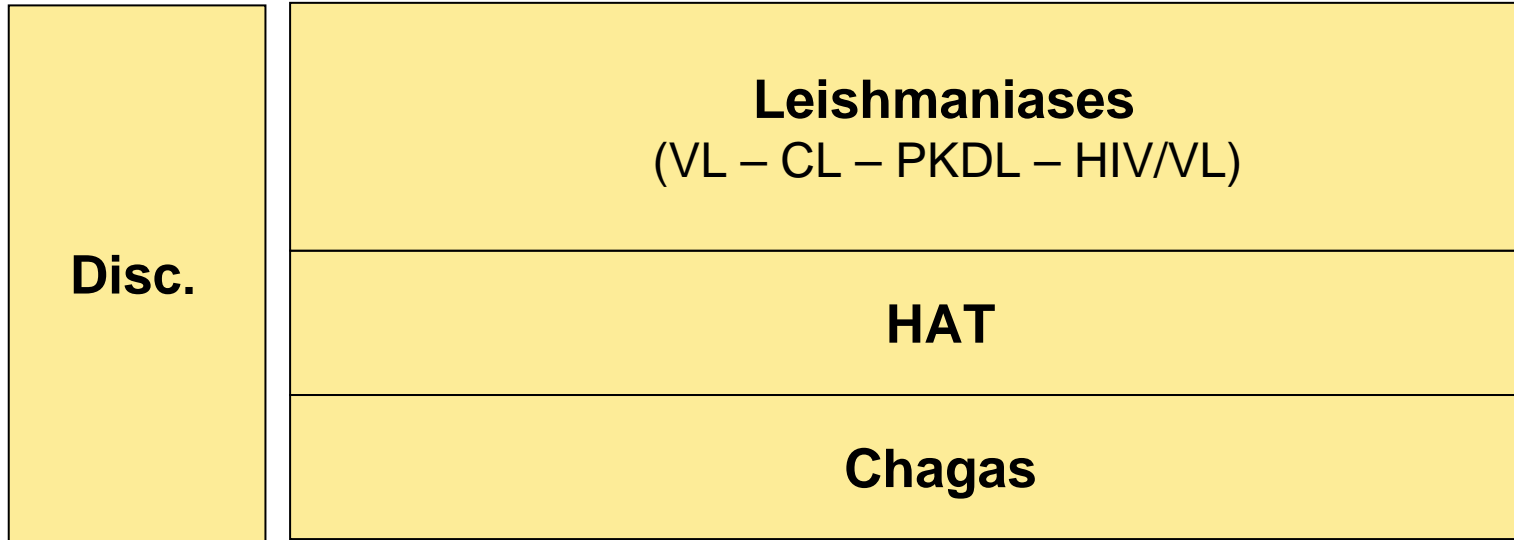 Disc.
Leishmaniases
(VL – CL – PKDL – HIV/VL)
HAT
Chagas